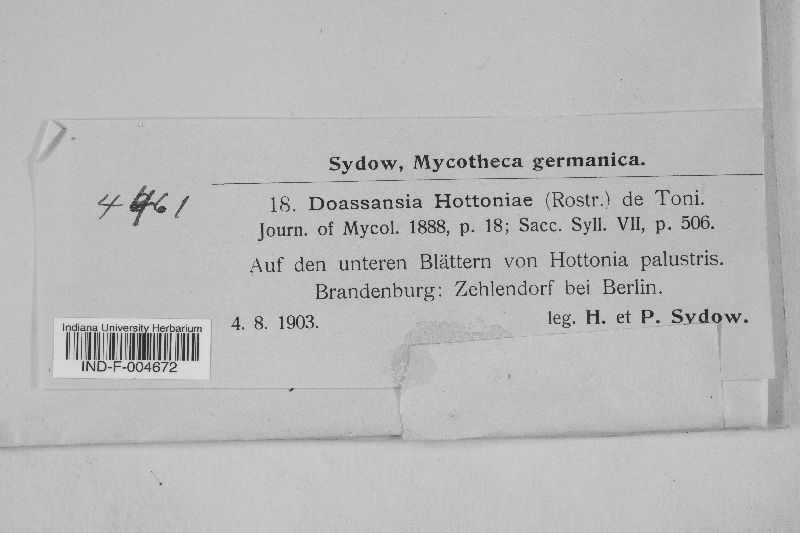 Sydow, Mycotheca germanica.
18. Doassansia Hottoniae (Rostr.) de Toni.
Journ. of Mycol. 1888, p. 18; Sacc. Syll. VII, p. 506.
Auf den unteren Blättern von Hottonia palustris.
Brandenburg: Zehlendorf bei Berlin.
4. 8. 1903. leg. H. et P. Sydow.
Indiana University Herbarium
IND-F-004672